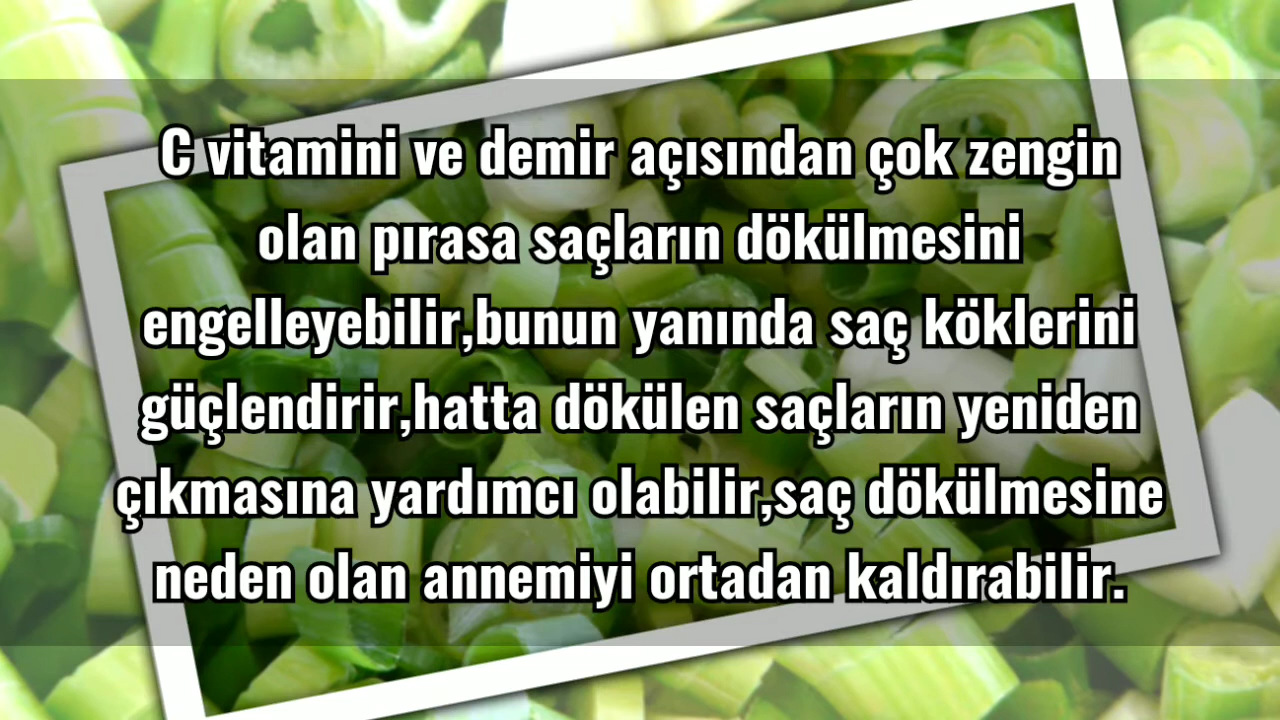 C vitamini ve demir açısından çok zengin
olan pırasa saçların dökülmesini
engelleyebilir,bunun yanında saç köklerini
güçlendirir,hatta dökülen saçların yeniden
çıkmasına yardımcı olabilir,saç dökülmesine
neden olan annemiyi ortadan kaldırabilir.